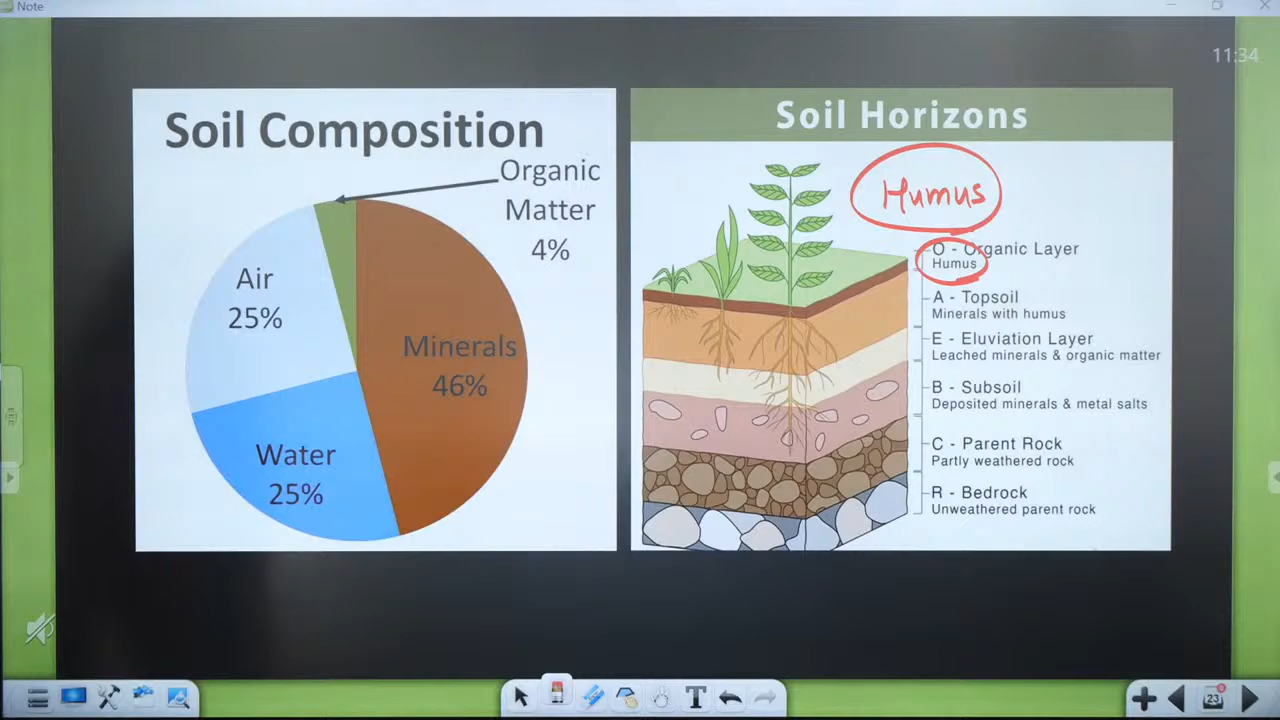 Note
11:34
Soil Composition
Organic
Matter
4%
Air
25%
Minerals
46%
Water
25%
Soil Horizons
Humus
O - Organic Layer
Humus
A - Topsoil
Minerals with humus
E - Eluviation Layer
Leached minerals & organic matter
B - Subsoil
Deposited minerals & metal salts
C - Parent Rock
Partly weathered rock
R - Bedrock
Unweathered parent rock
T
23